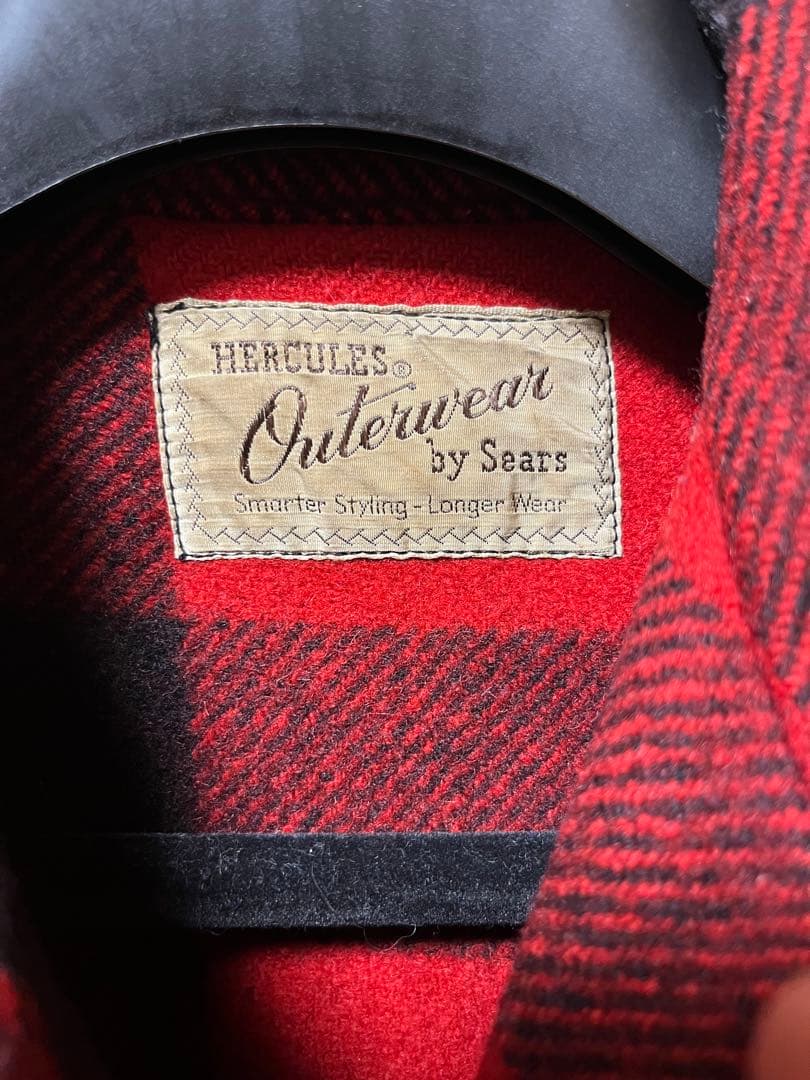 HERCULES®
Outerwear
by Sears
Smarter Styling - Longer Wear